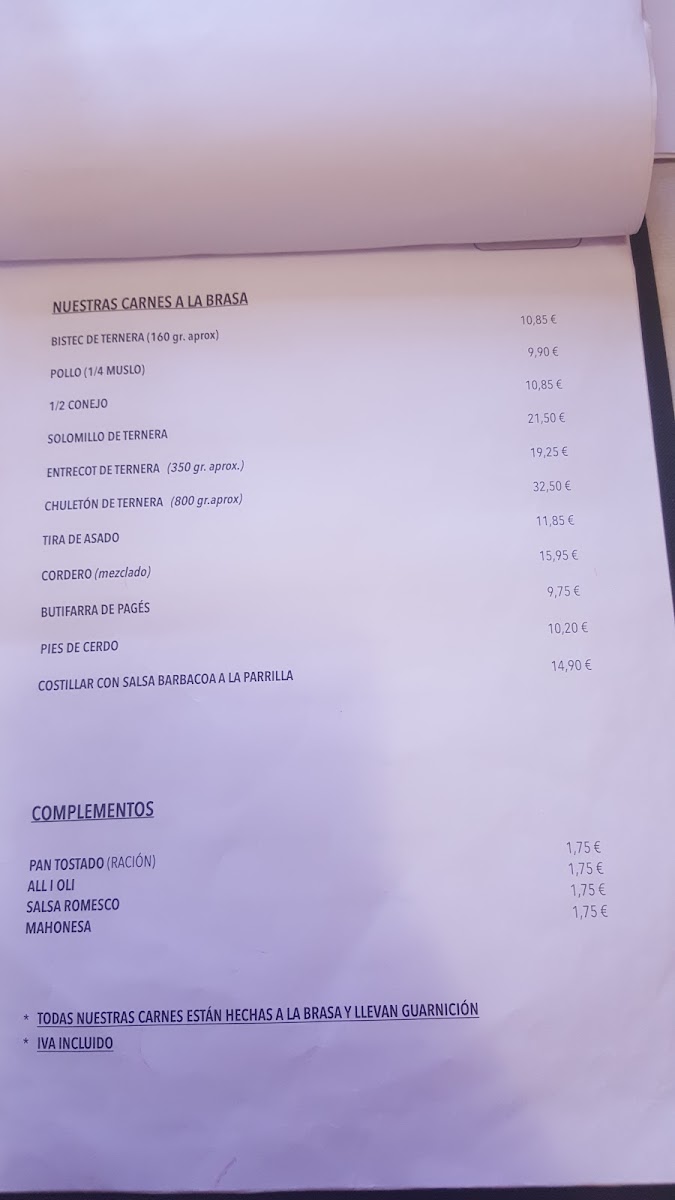 NUESTRAS CARNES A LA BRASA
BISTEC DE TERNERA (160 gr. aprox) 10,85 €
POLLO (1/4 MUSLO) 9,90 €
1/2 CONEJO 10,85 €
SOLOMILLO DE TERNERA 21,50 €
ENTRECOT DE TERNERA (350 gr. aprox.) 19,25 €
CHULETÓN DE TERNERA (800 gr.aprox) 32,50 €
TIRA DE ASADO 11,85 €
CORDERO (mezclado) 15,95 €
BUTIFARRA DE PAGÉS 9,75 €
PIES DE CERDO 10,20 €
COSTILLAR CON SALSA BARBACOA A LA PARRILLA 14,90 €
COMPLEMENTOS
PAN TOSTADO (RACIÓN) 1,75 €
ALL I OLI 1,75 €
SALSA ROMESCO 1,75 €
MAHONESA 1,75 €
* TODAS NUESTRAS CARNES ESTÁN HECHAS A LA BRASA Y LLEVAN GUARNICIÓN
* IVA INCLUIDO